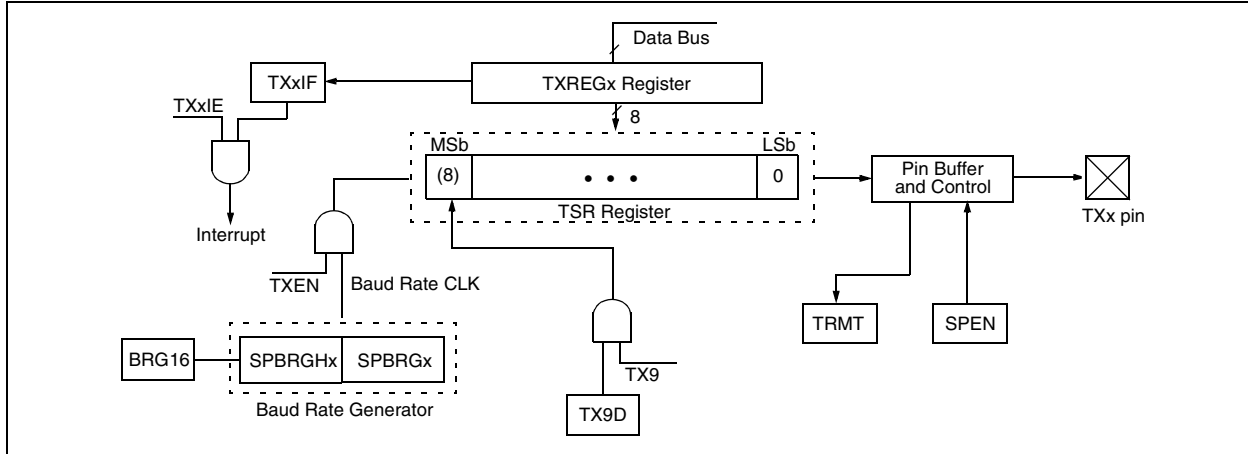 Data Bus
TXxIF
TXREGx Register
TXxIE
8
MSb
LSb
(8)
• • •
0
Pin Buffer
and Control
TSR Register
TXx pin
Interrupt
TXEN
Baud Rate CLK
TRMT
SPEN
BRG16
SPBRGHx
SPBRGx
TX9
Baud Rate Generator
TX9D